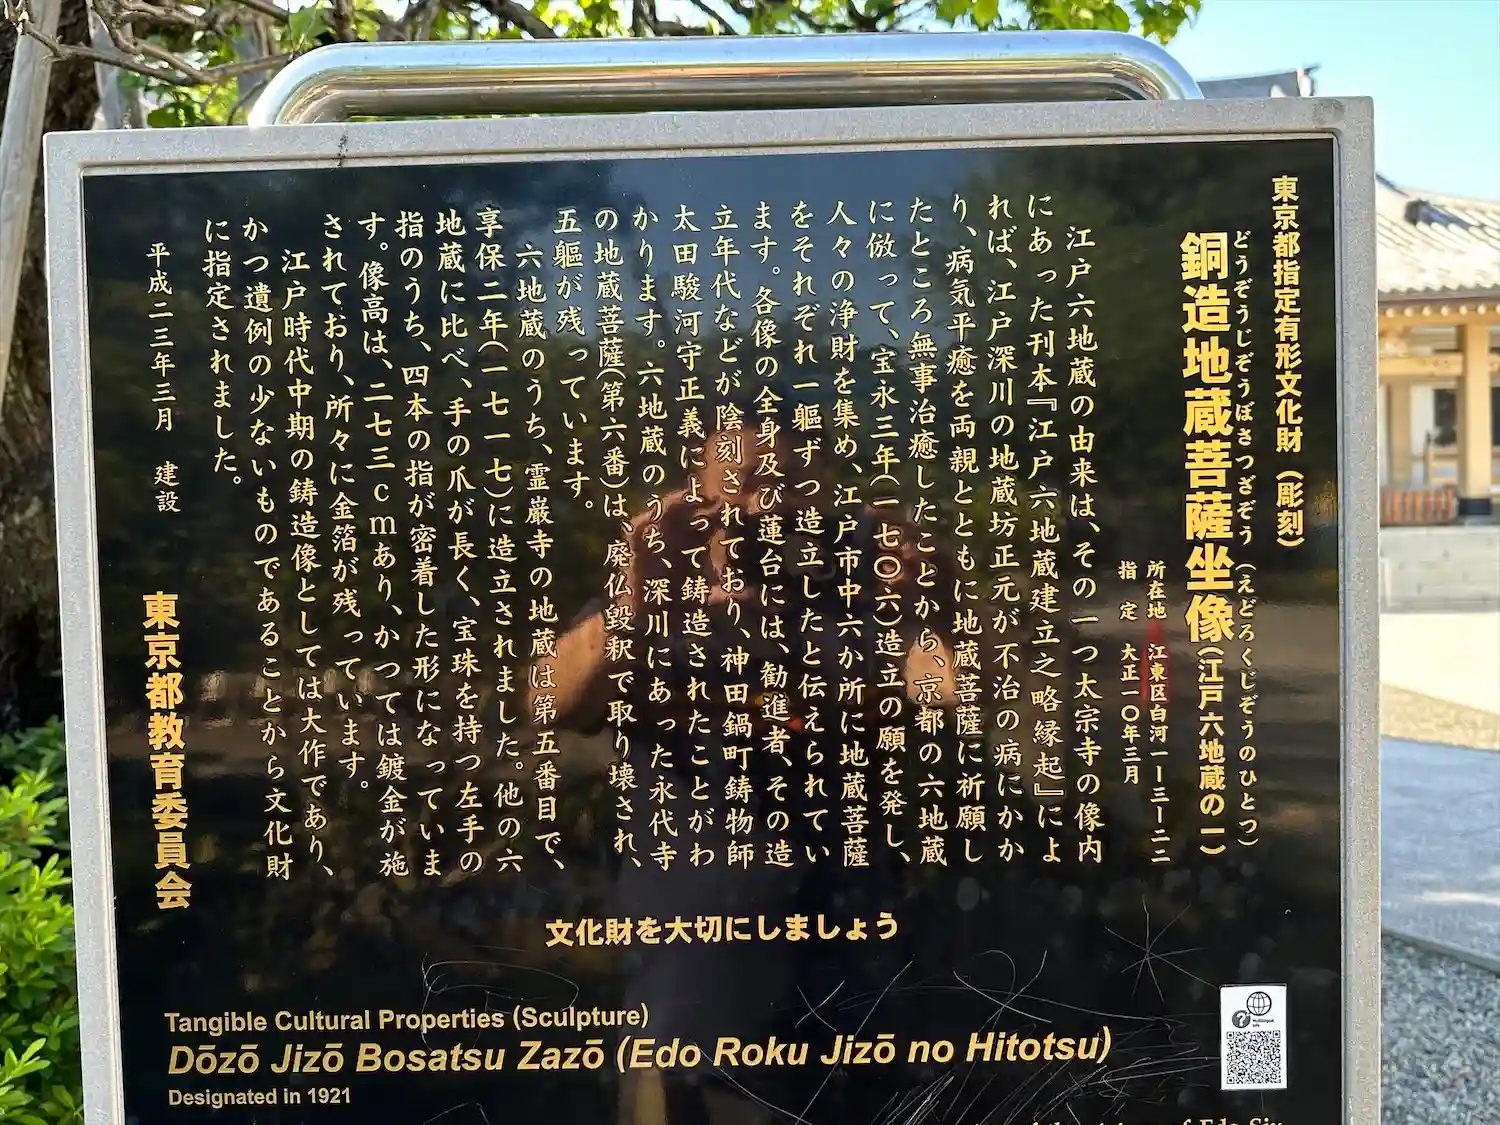 東京都指定有形文化財（彫刻）
どうぞうじぞうぼさつざぞう（えどろくじぞうのひとつ）
銅造地蔵菩薩坐像（江戸六地蔵の一）
所在地　江東区白河一ー三ー二二
指　定　大正一〇年三月
江戸六地蔵の由来は、その一つ太宗寺の像内
にあった刊本『江戸六地蔵建立之略縁起』によ
れば、江戸深川の地蔵坊正元が不治の病にかか
り、病気平癒を両親とともに地蔵菩薩に祈願し
たところ無事治癒したことから、京都の六地蔵
に倣って、宝永三年（一七〇六）造立の願を発し、
人々の浄財を集め、江戸市中六か所に地蔵菩薩
をそれぞれ一軀ずつ造立したと伝えられてい
ます。各像の全身及び蓮台には、勧進者、その造
立年代などが陰刻されており、神田鍋町鋳物師
太田駿河守正義によって鋳造されたことがわ
かります。六地蔵のうち、深川にあった永代寺
の地蔵菩薩（第六番）は、廃仏毀釈で取り壊され、
五軀が残っています。
六地蔵のうち、霊巌寺の地蔵は第五番目で、
享保二年（一七一七）に造立されました。他の六
地蔵に比べ、手の爪が長く、宝珠を持つ左手の
指のうち、四本の指が密着した形になっていま
す。像高は、二七三ｃｍあり、かつては鍍金が施
されており、所々に金箔が残っています。
江戸時代中期の鋳造像としては大作であり、
かつ遺例の少ないものであることから文化財
に指定されました。
平成二三年三月　建設
東京都教育委員会
文化財を大切にしましょう
Tangible Cultural Properties (Sculpture)
Dōzō Jizō Bosatsu Zazō (Edo Roku Jizō no Hitotsu)
Designated in 1921